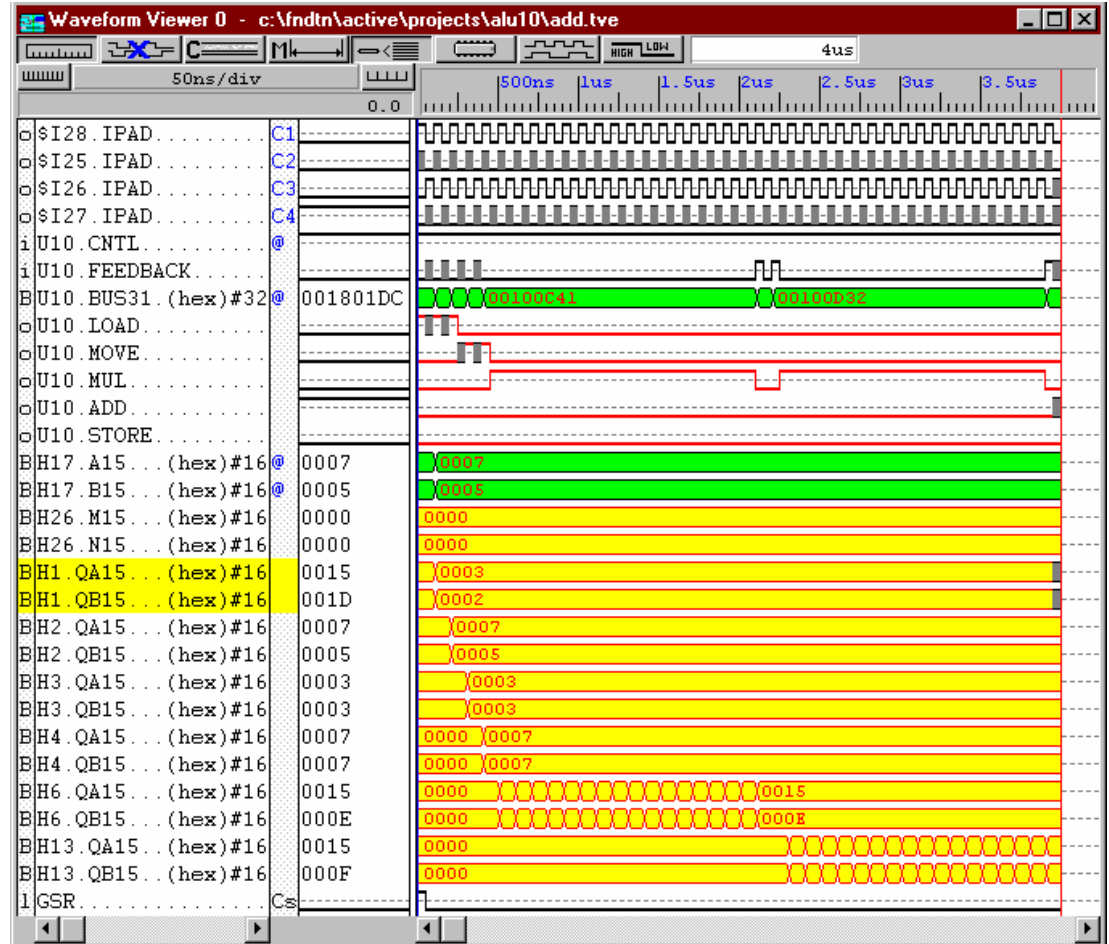 Waveform Viewer 0 - c:\fndtn\active\projects\alu10\add.tve
C M HIGH LOW 4us
50ns/div 500ns 1us 1.5us 2us 2.5us 3us 3.5us
0.0
o $I28.IPAD......... C1
o $I25.IPAD......... C2
o $I26.IPAD......... C3
o $I27.IPAD......... C4
i U10.CNTL.......... @
i U10.FEEDBACK......
B U10.BUS31.(hex)#32 @ 001801DC 00100C41 00100D32
o U10.LOAD..........
o U10.MOVE..........
o U10.MUL...........
o U10.ADD...........
o U10.STORE.........
B H17.A15...(hex)#16 @ 0007 0007
B H17.B15...(hex)#16 @ 0005 0005
B H26.M15...(hex)#16 0000 0000
B H26.N15...(hex)#16 0000 0000
B H1.QA15...(hex)#16 0015 0003
B H1.QB15...(hex)#16 001D 0002
B H2.QA15...(hex)#16 0007 0007
B H2.QB15...(hex)#16 0005 0005
B H3.QA15...(hex)#16 0003 0003
B H3.QB15...(hex)#16 0003 0003
B H4.QA15...(hex)#16 0007 0000 0007
B H4.QB15...(hex)#16 0007 0000 0007
B H6.QA15...(hex)#16 0015 0000 0015
B H6.QB15...(hex)#16 000E 0000 000E
B H13.QA15..(hex)#16 0015 0000
B H13.QB15..(hex)#16 000F 0000
l GSR............... Cs